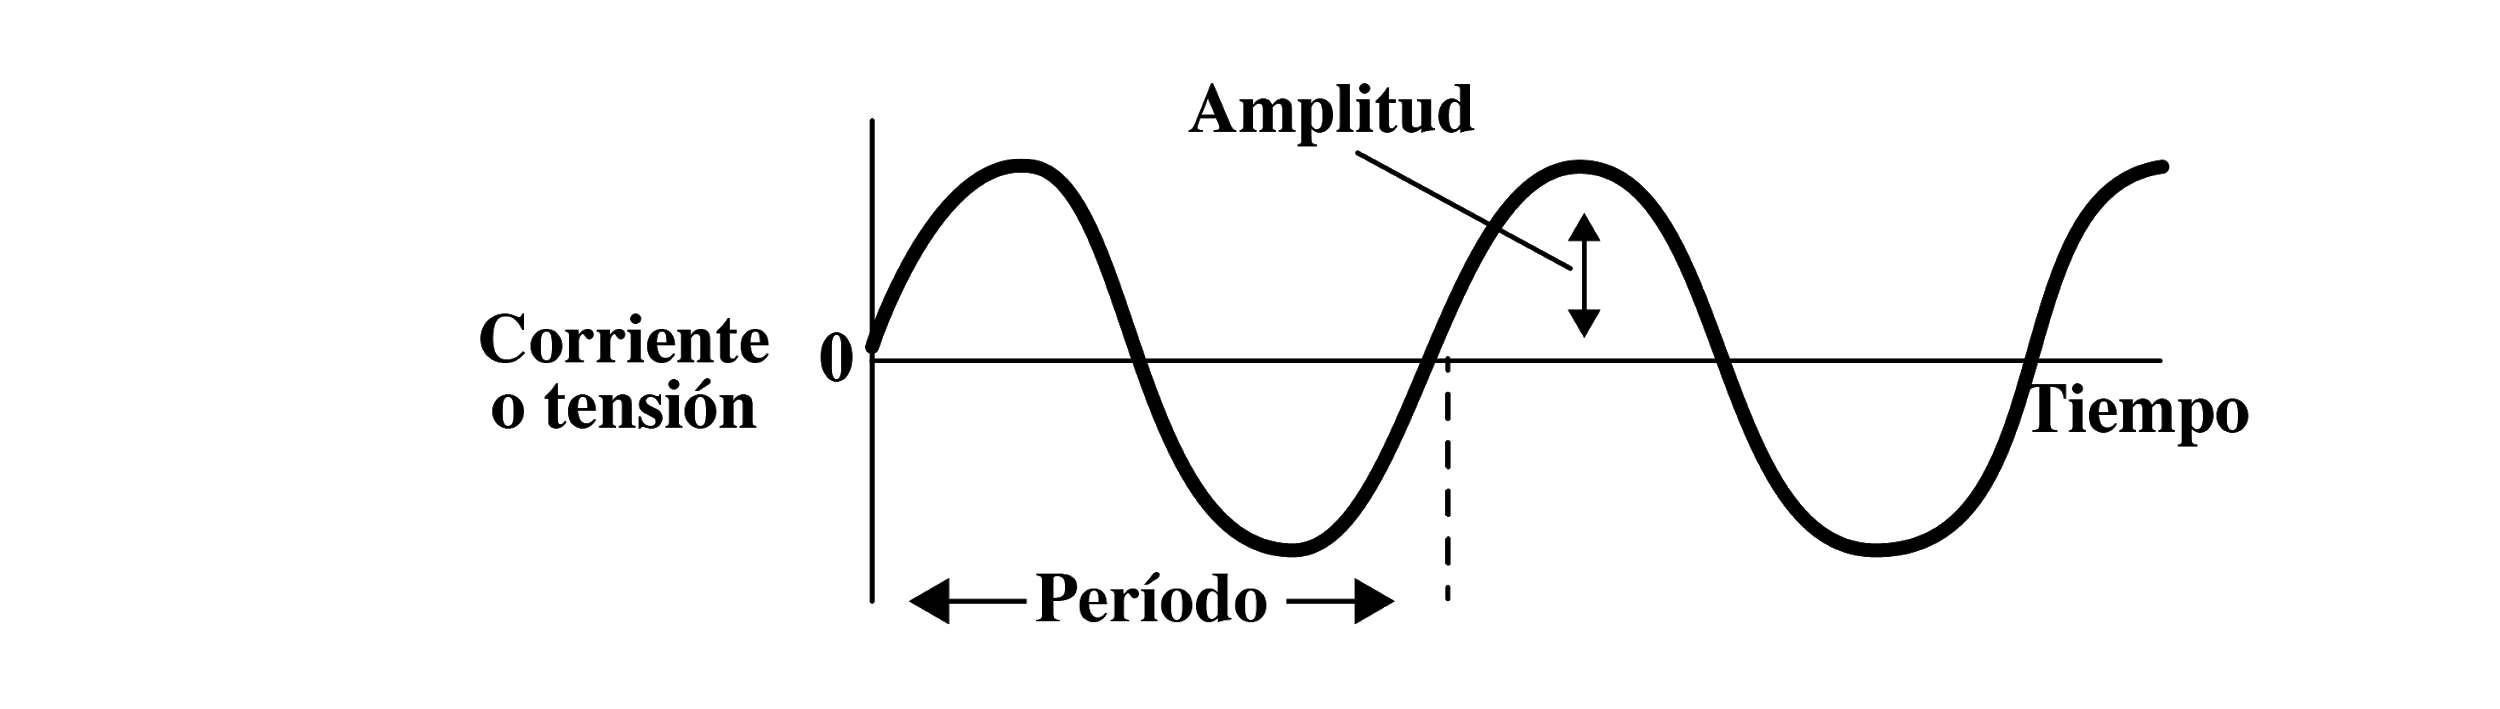 Amplitud
Corriente
o tensión
0
Tiempo
Período